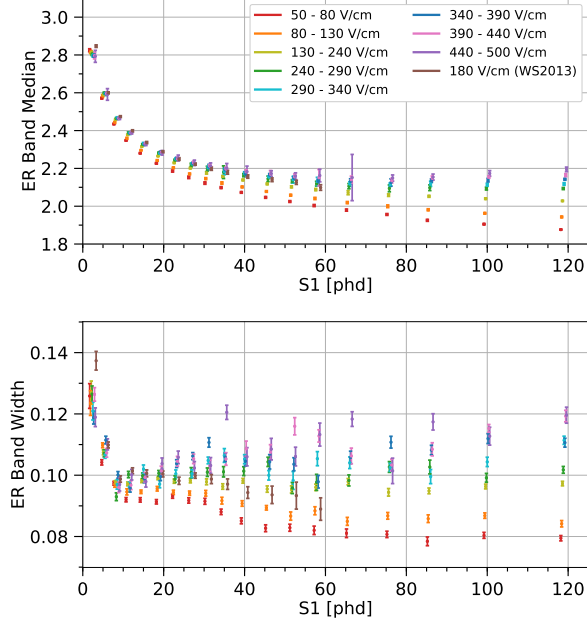 3.0
2.8
2.6
2.4
2.2
2.0
1.8
ER Band Median
50 - 80 V/cm
80 - 130 V/cm
130 - 240 V/cm
240 - 290 V/cm
290 - 340 V/cm
340 - 390 V/cm
390 - 440 V/cm
440 - 500 V/cm
180 V/cm (WS2013)
0 20 40 60 80 100 120
S1 [phd]
0.14
0.12
0.10
0.08
ER Band Width
0 20 40 60 80 100 120
S1 [phd]